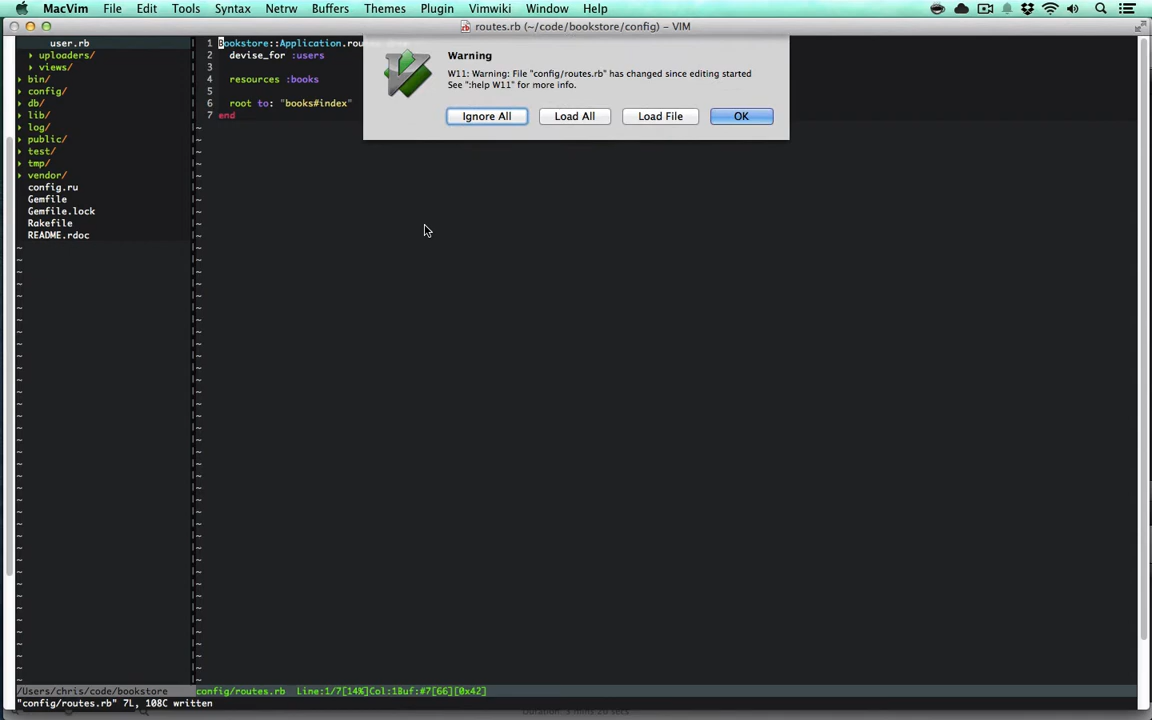 MacVim File Edit Tools Syntax Netrw Buffers Themes Plugin Vimwiki Window Help
routes.rb (~/code/bookstore/config) – VIM
user.rb
uploaders/
views/
bin/
config/
db/
lib/
log/
public/
test/
tmp/
vendor/
config.ru
Gemfile
Gemfile.lock
Rakefile
README.rdoc
1 Bookstore::Application.rou
2 devise_for :users
3
4 resources :books
5
6 root to: "books#index"
7 end
Warning
W11: Warning: File "config/routes.rb" has changed since editing started
See ":help W11" for more info.
Ignore All Load All Load File OK
/Users/chris/code/bookstore config/routes.rb Line:1/7[14%]Col:1Buf:#7[66][0x42]
"config/routes.rb" 7L, 108C written